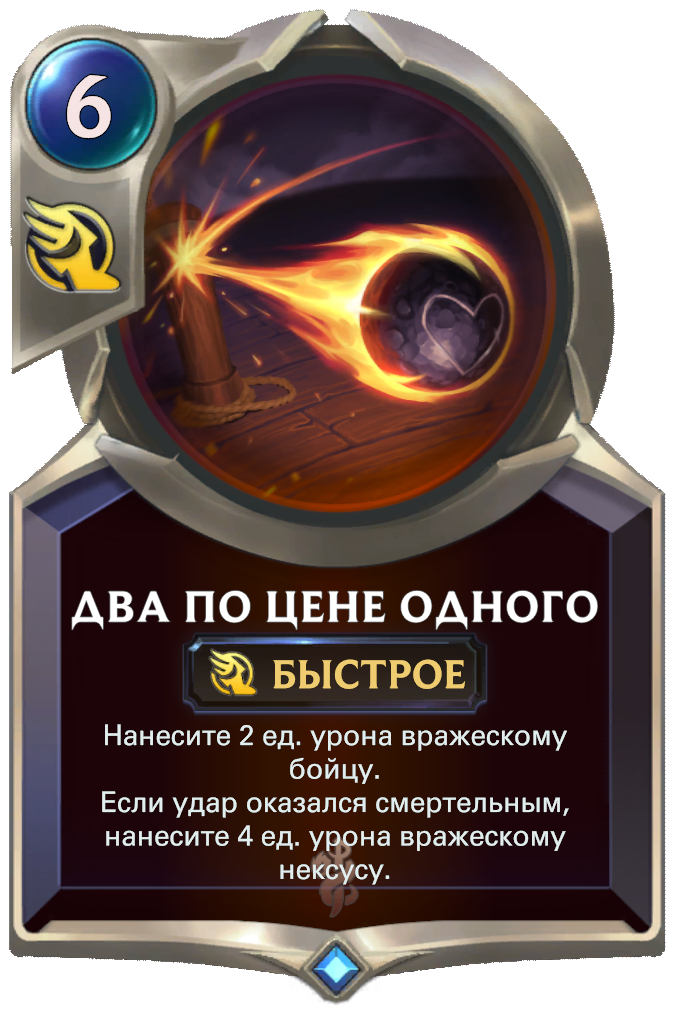 6
ДВА ПО ЦЕНЕ ОДНОГО
БЫСТРОЕ
Нанесите 2 ед. урона вражескому
бойцу.
Если удар оказался смертельным,
нанесите 4 ед. урона вражескому
нексусу.